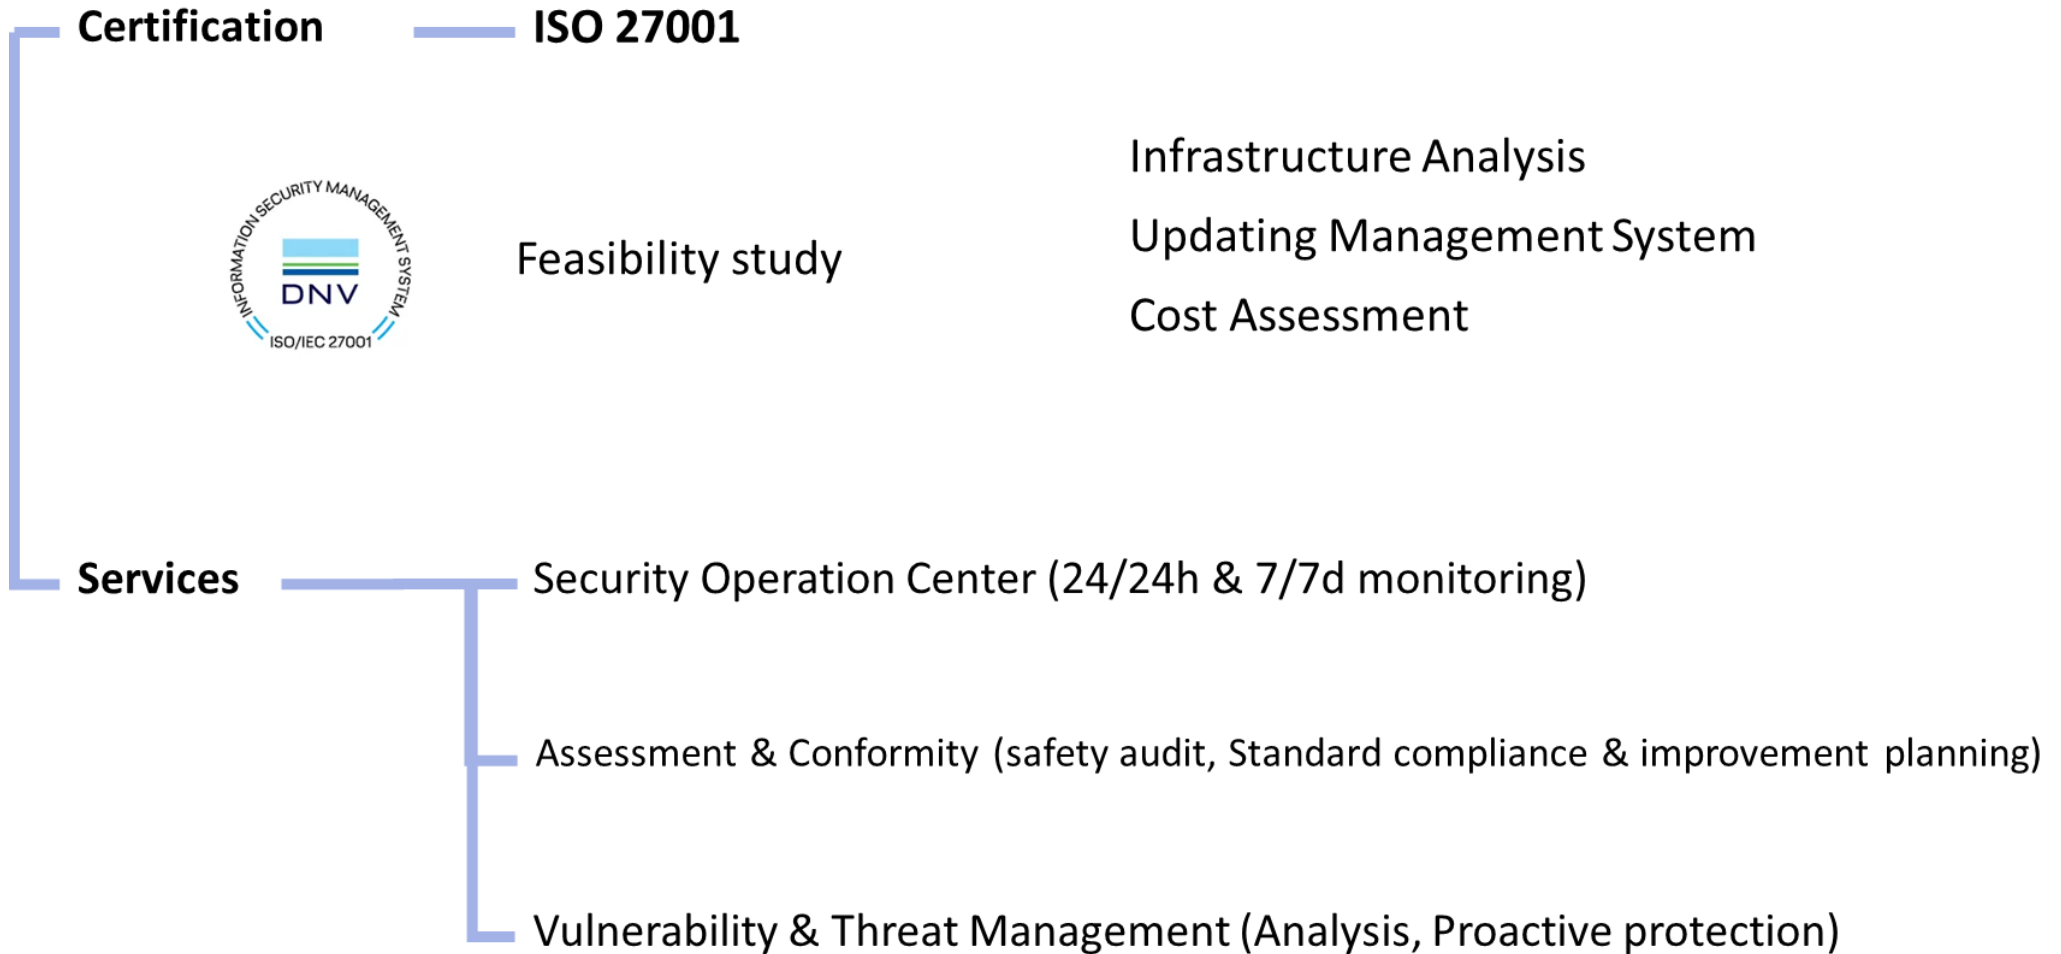 Certification
ISO 27001
INFORMATION SECURITY MANAGEMENT SYSTEM
DNV
ISO/IEC 27001
Feasibility study
Infrastructure Analysis
Updating Management System
Cost Assessment
Services
Security Operation Center (24/24h & 7/7d monitoring)
Assessment & Conformity (safety audit, Standard compliance & improvement planning)
Vulnerability & Threat Management (Analysis, Proactive protection)